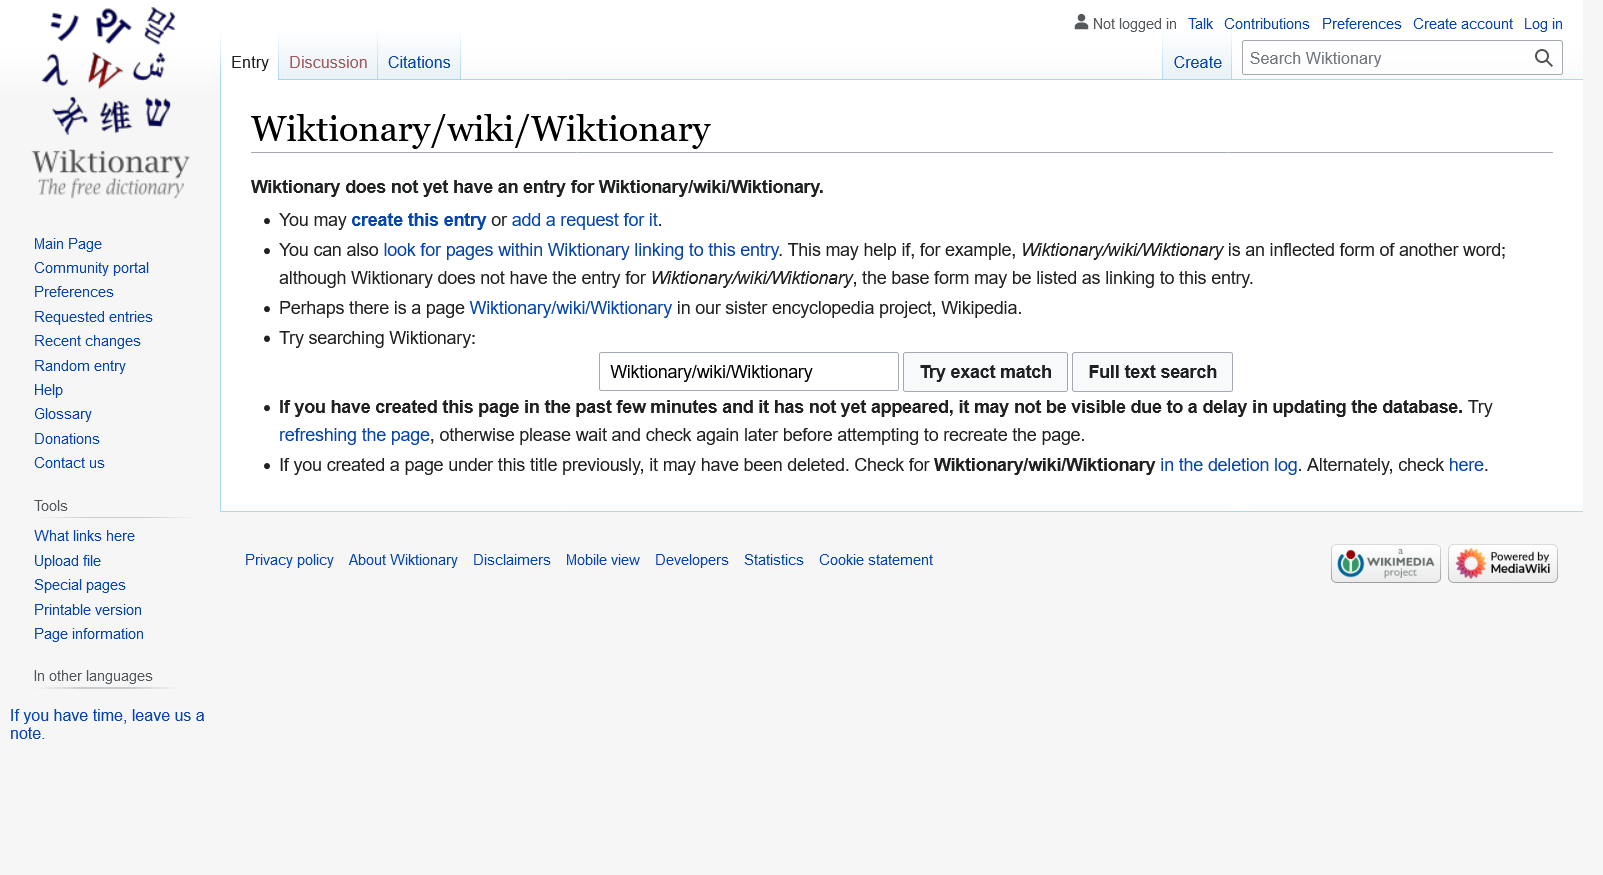 シ ዎ 말
λ W ش
维 ש
Wiktionary
The free dictionary
Not logged in Talk Contributions Preferences Create account Log in
Entry Discussion Citations Create Search Wiktionary
Wiktionary/wiki/Wiktionary
Wiktionary does not yet have an entry for Wiktionary/wiki/Wiktionary.
• You may create this entry or add a request for it.
• You can also look for pages within Wiktionary linking to this entry. This may help if, for example, Wiktionary/wiki/Wiktionary is an inflected form of another word;
although Wiktionary does not have the entry for Wiktionary/wiki/Wiktionary, the base form may be listed as linking to this entry.
• Perhaps there is a page Wiktionary/wiki/Wiktionary in our sister encyclopedia project, Wikipedia.
• Try searching Wiktionary:
Wiktionary/wiki/Wiktionary Try exact match Full text search
• If you have created this page in the past few minutes and it has not yet appeared, it may not be visible due to a delay in updating the database. Try
refreshing the page, otherwise please wait and check again later before attempting to recreate the page.
• If you created a page under this title previously, it may have been deleted. Check for Wiktionary/wiki/Wiktionary in the deletion log. Alternately, check here.
Main Page
Community portal
Preferences
Requested entries
Recent changes
Random entry
Help
Glossary
Donations
Contact us
Tools
What links here
Upload file
Special pages
Printable version
Page information
In other languages
If you have time, leave us a
note.
Privacy policy About Wiktionary Disclaimers Mobile view Developers Statistics Cookie statement
a
WIKIMEDIA
project
Powered by
MediaWiki